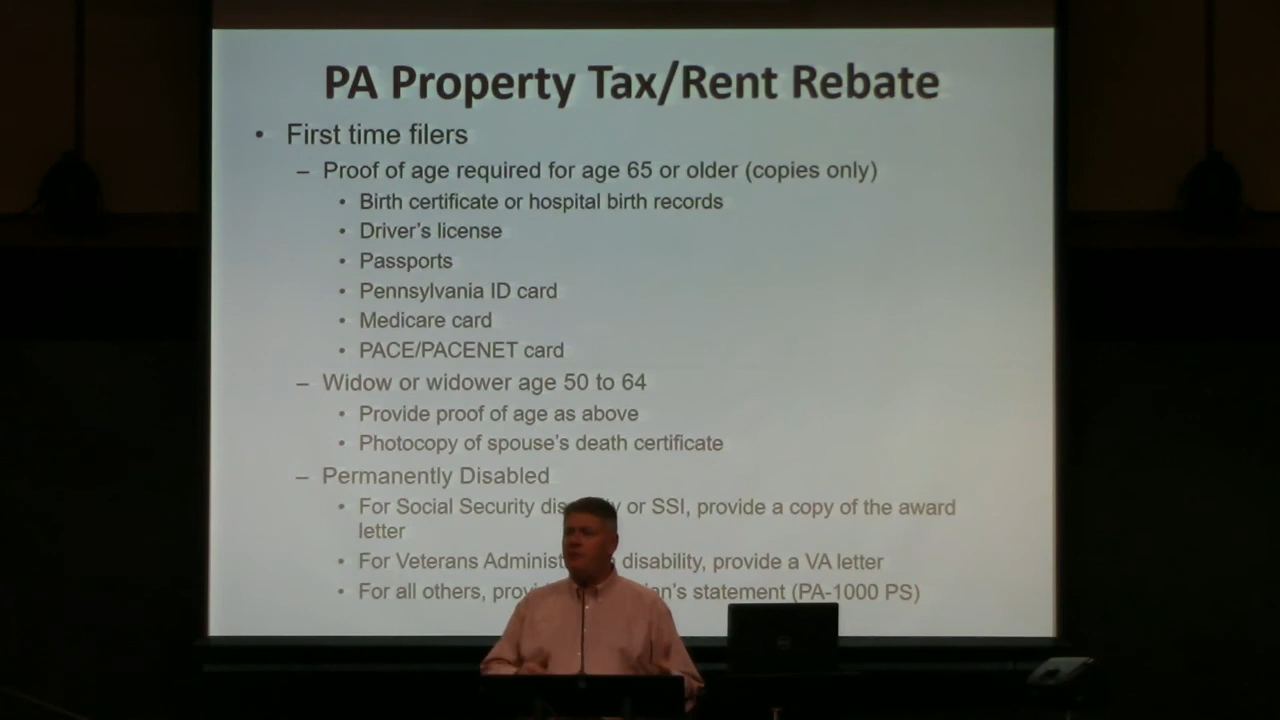 PA Property Tax/Rent Rebate
• First time filers
– Proof of age required for age 65 or older (copies only)
• Birth certificate or hospital birth records
• Driver's license
• Passports
• Pennsylvania ID card
• Medicare card
• PACE/PACENET card
– Widow or widower age 50 to 64
• Provide proof of age as above
• Photocopy of spouse's death certificate
– Permanently Disabled
• For Social Security or SSI, provide a copy of the award
letter
• For Veterans disability, provide a VA letter
• For all others, statement (PA-1000 PS)